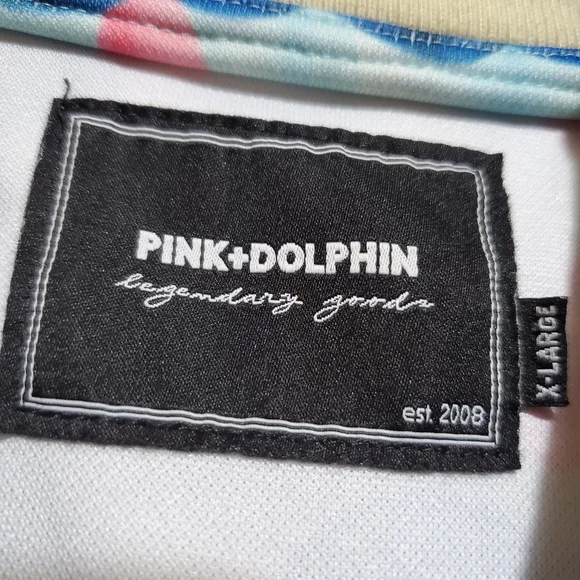 PINK+DOLPHIN
legendary goods
est. 2008
X-LARGE